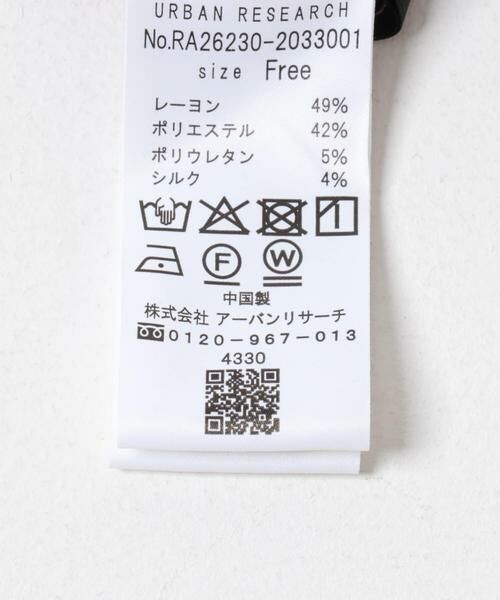 URBAN RESEARCH
No.RA26230-2033001
size Free
レーヨン 49%
ポリエステル 42%
ポリウレタン 5%
シルク 4%
F W
中国製
株式会社 アーバンリサーチ
0120-967-013
4330